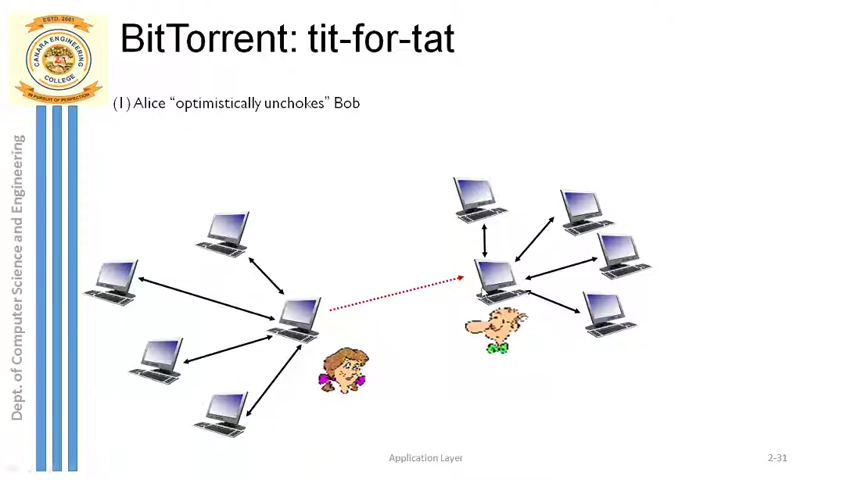 ESTD. 2001
CANARA ENGINEERING
COLLEGE
IN PURSUIT OF PERFECTION
BitTorrent: tit-for-tat
(1) Alice “optimistically unchokes” Bob
Dept. of Computer Science and Engineering
Application Layer
2-31